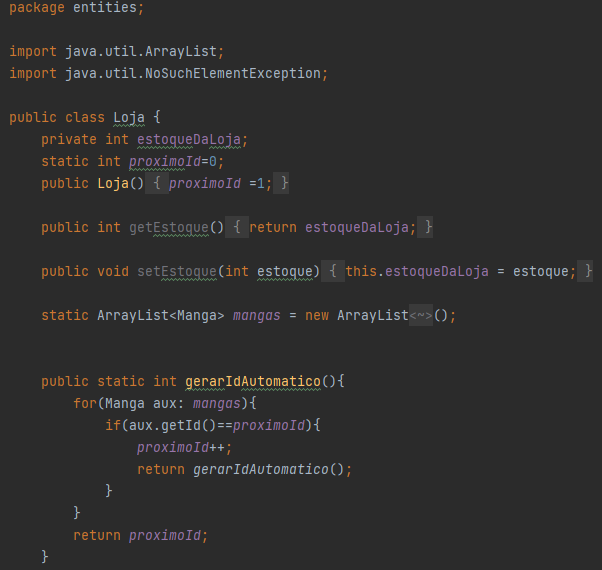 package entities;
import java.util.ArrayList;
import java.util.NoSuchElementException;
public class Loja {
private int estoqueDaLoja;
static int proximoId=0;
public Loja() { proximoId =1; }
public int getEstoque() { return estoqueDaLoja; }
public void setEstoque(int estoque) { this.estoqueDaLoja = estoque; }
static ArrayList<Manga> mangas = new ArrayList<~>();
public static int gerarIdAutomatico(){
for(Manga aux: mangas){
if(aux.getId()==proximoId){
proximoId++;
return gerarIdAutomatico();
}
}
return proximoId;
}